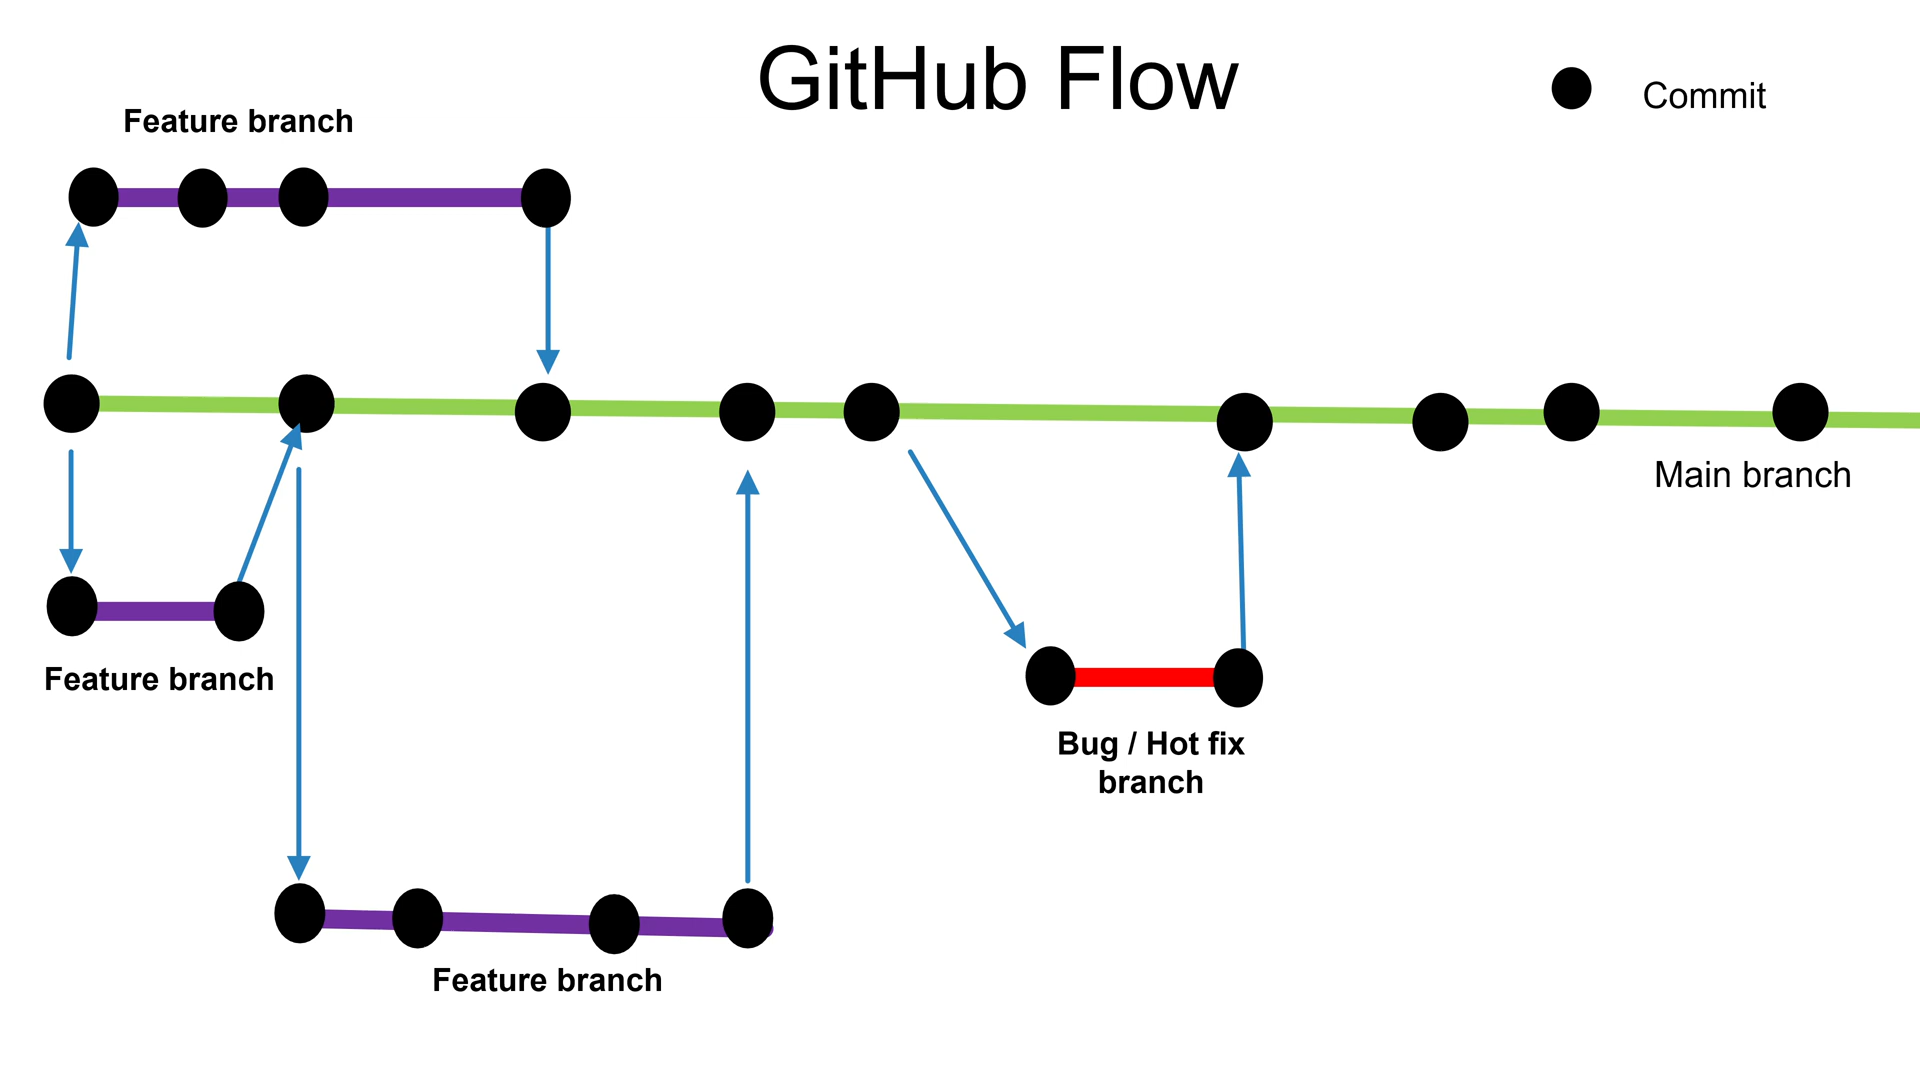 GitHub Flow
Commit
Feature branch
Main branch
Feature branch
Bug / Hot fix
branch
Feature branch